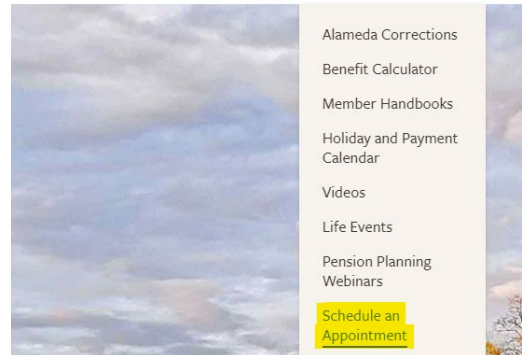 Alameda Corrections
Benefit Calculator
Member Handbooks
Holiday and Payment
Calendar
Videos
Life Events
Pension Planning
Webinars
Schedule an
Appointment